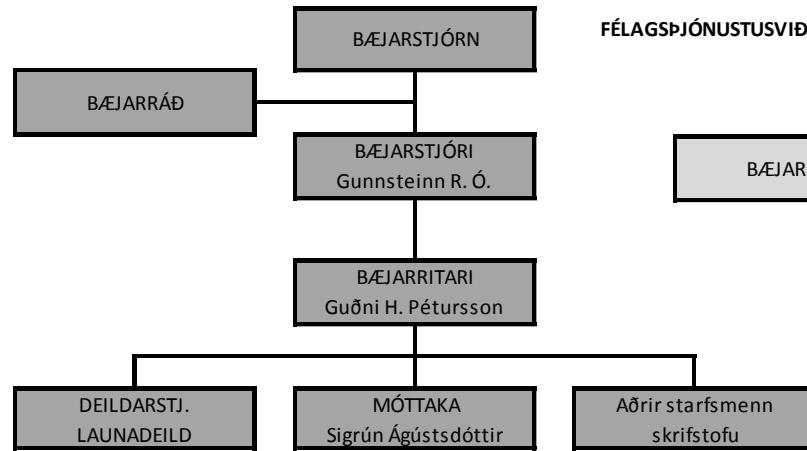 BÆJARSTJÓRN
FÉLAGSÞJÓNUSTUSVIÐ
BÆJARRÁÐ
BÆJARSTJÓRI
Gunnsteinn R. Ó.
BÆJAR
BÆJARRITARI
Guðni H. Pétursson
DEILDARSTJ.
LAUNADEILD
MÓTTAKA
Sigrún Ágústsdóttir
Aðrir starfsmenn
skrifstofu